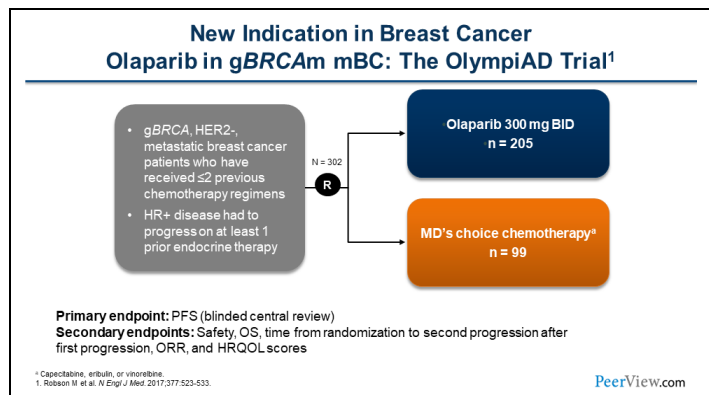 New Indication in Breast Cancer
Olaparib in gBRCAm mBC: The OlympiAD Trial¹
• gBRCA, HER2-,
metastatic breast cancer
patients who have
received ≤2 previous
chemotherapy regimens
• HR+ disease had to
progress on at least 1
prior endocrine therapy
N = 302
R
Olaparib 300 mg BID
n = 205
MD's choice chemotherapyᵃ
n = 99
Primary endpoint: PFS (blinded central review)
Secondary endpoints: Safety, OS, time from randomization to second progression after
first progression, ORR, and HRQOL scores
ᵃ Capecitabine, eribulin, or vinorelbine.
1. Robson M et al. N Engl J Med. 2017;377:523-533.
PeerView.com